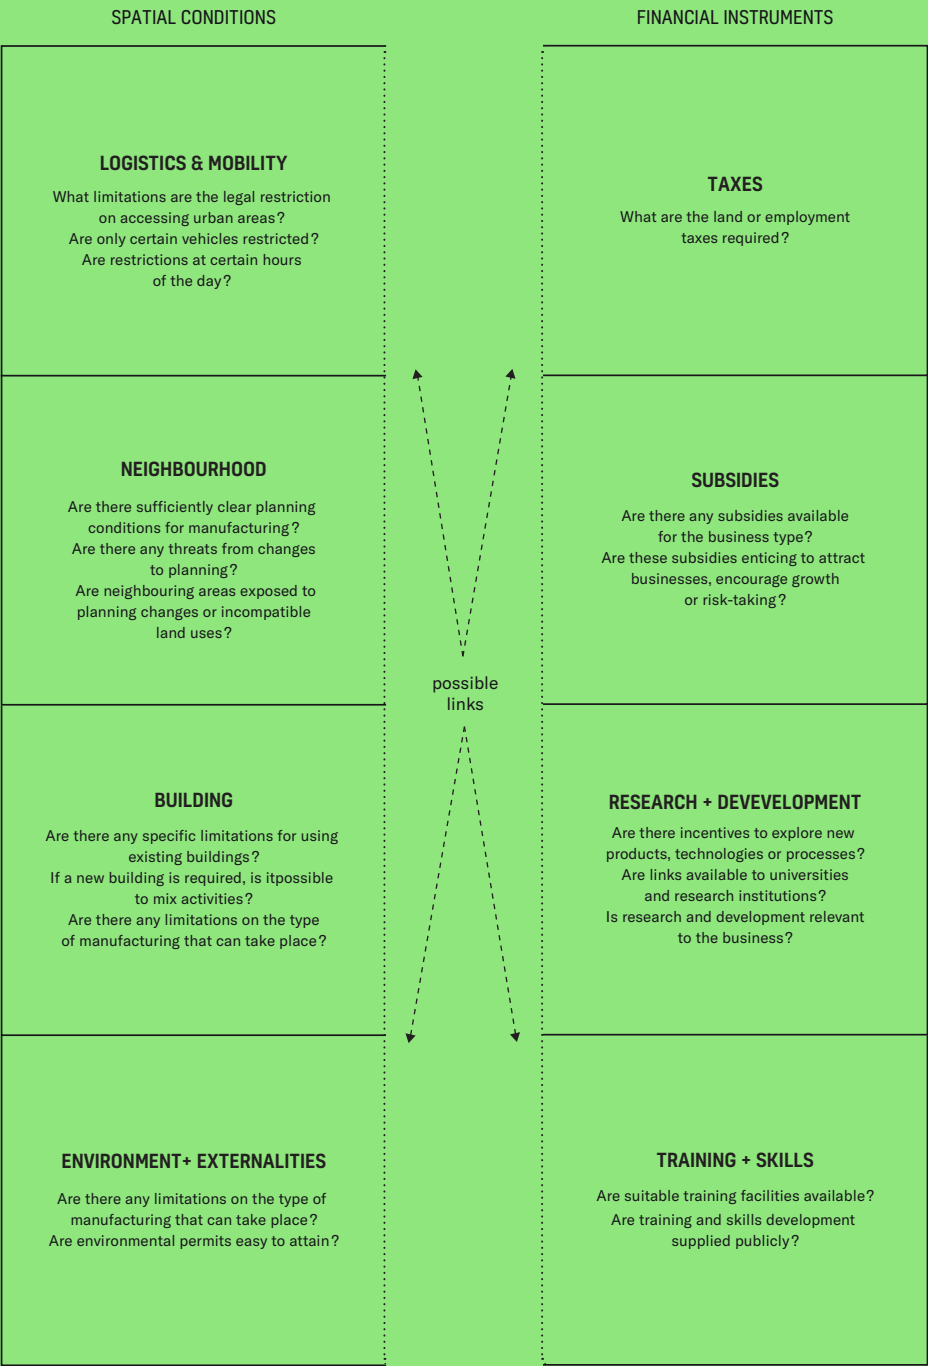 SPATIAL CONDITIONS
LOGISTICS & MOBILITY
What limitations are the legal restriction
on accessing urban areas?
Are only certain vehicles restricted?
Are restrictions at certain hours
of the day?
NEIGHBOURHOOD
Are there sufficiently clear planning
conditions for manufacturing?
Are there any threats from changes
to planning?
Are neighbouring areas exposed to
planning changes or incompatible
land uses?
BUILDING
Are there any specific limitations for using
existing buildings?
If a new building is required, is itpossible
to mix activities?
Are there any limitations on the type
of manufacturing that can take place?
ENVIRONMENT+ EXTERNALITIES
Are there any limitations on the type of
manufacturing that can take place?
Are environmental permits easy to attain?
possible
links
FINANCIAL INSTRUMENTS
TAXES
What are the land or employment
taxes required?
SUBSIDIES
Are there any subsidies available
for the business type?
Are these subsidies enticing to attract
businesses, encourage growth
or risk-taking?
RESEARCH + DEVEVELOPMENT
Are there incentives to explore new
products, technologies or processes?
Are links available to universities
and research institutions?
Is research and development relevant
to the business?
TRAINING + SKILLS
Are suitable training facilities available?
Are training and skills development
supplied publicly?